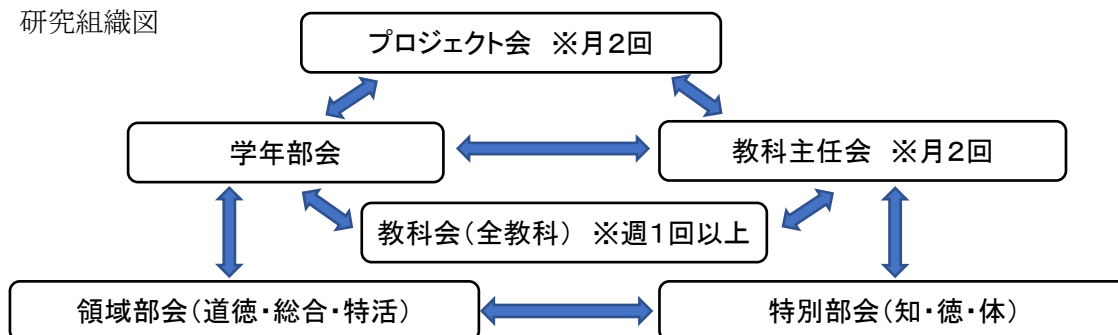 研究組織図
プロジェクト会 ※月2回
学年部会
教科主任会 ※月2回
教科会(全教科) ※週1回以上
領域部会(道徳・総合・特活)
特別部会(知・徳・体)